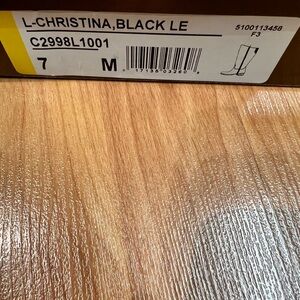 L-CHRISTINA,BLACK LE
5100113458
F3
C2998L1001
7 M